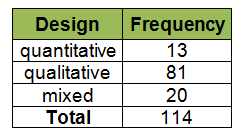 Design Frequency
quantitative 13
qualitative 81
mixed 20
Total 114